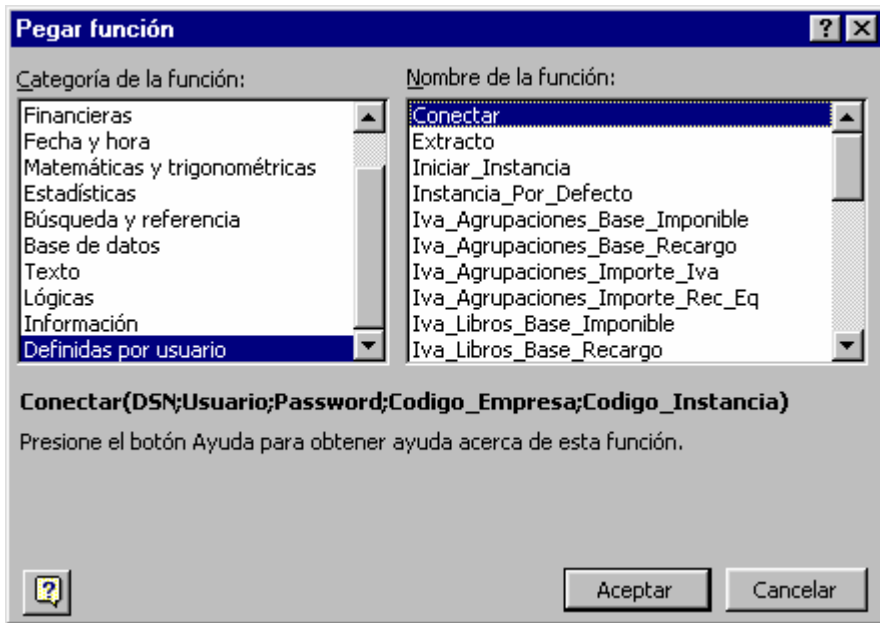 Pegar función
Categoría de la función:
Financieras
Fecha y hora
Matemáticas y trigonométricas
Estadísticas
Búsqueda y referencia
Base de datos
Texto
Lógicas
Información
Definidas por usuario
Nombre de la función:
Conectar
Extracto
Iniciar_Instancia
Instancia_Por_Defecto
Iva_Agrupaciones_Base_Imponible
Iva_Agrupaciones_Base_Recargo
Iva_Agrupaciones_Importe_Iva
Iva_Agrupaciones_Importe_Rec_Eq
Iva_Libros_Base_Imponible
Iva_Libros_Base_Recargo
Conectar(DSN;Usuario;Password;Codigo_Empresa;Codigo_Instancia)
Presione el botón Ayuda para obtener ayuda acerca de esta función.
Aceptar
Cancelar